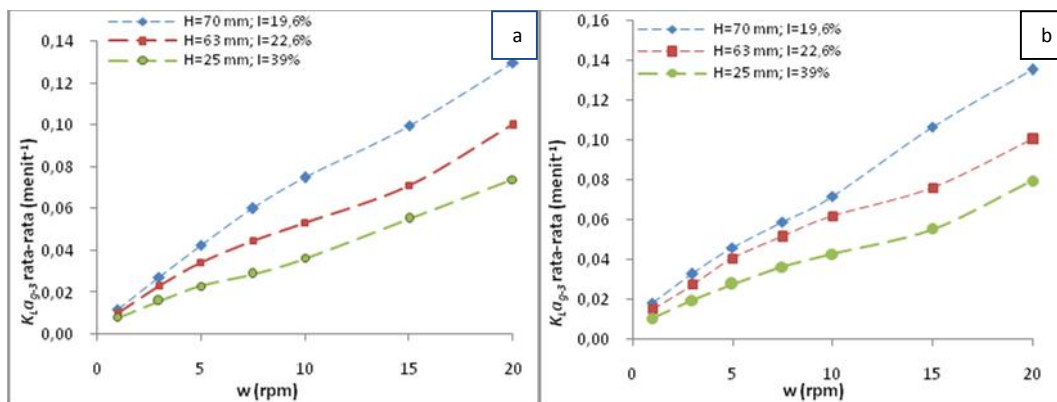 a
H=70 mm; I=19,6%
H=63 mm; I=22,6%
H=25 mm; I=39%
0,14
0,12
0,10
0,08
0,06
0,04
0,02
0,00
K_L a_g-3 rata-rata (menit⁻¹)
0 5 10 15 20
w (rpm)
b
0,16
H=70 mm; I=19,6%
H=63 mm; I=22,6%
H=25 mm; I=39%
0,14
0,12
0,10
0,08
0,06
0,04
0,02
0,00
K_L a_g-3 rata-rata (menit⁻¹)
0 5 10 15 20
w (rpm)